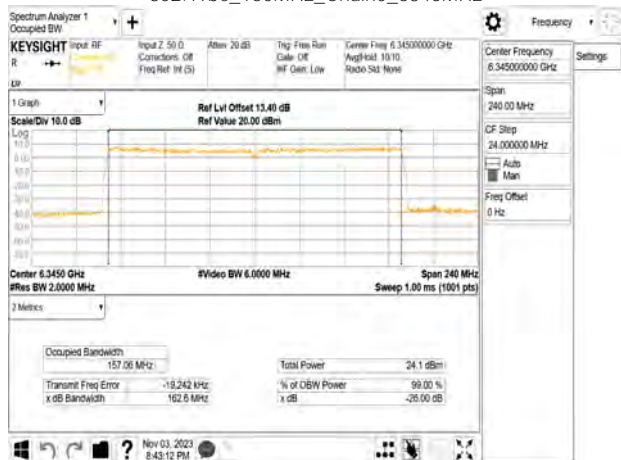 Spectrum Analyzer 1
Occupied BW
KEYSIGHT
Input: RF
R
Input Z: 50 Ω
Corrections: Off
Freq Ref: Int (S)
Atten: 20 dB
Trig: Free Run
Gate: Off
#IF Gain: Low
Center Freq: 6.345000000 GHz
Avg|Hold: 10/10
Radio Std: None
1 Graph
Scale/Div 10.0 dB
Ref Lvl Offset 13.40 dB
Ref Value 20.00 dBm
Log
10.0
0.00
Center 6.3450 GHz
#Res BW 2.0000 MHz
#Video BW 6.0000 MHz
Span 240 MHz
Sweep 1.00 ms (1001 pts)
2 Metrics
Occupied Bandwidth
157.06 MHz
Total Power 24.1 dBm
Transmit Freq Error -19.242 kHz
% of OBW Power 99.00 %
x dB Bandwidth 162.6 MHz
x dB -26.00 dB
?
Nov 03, 2023
8:43:12 PM
Frequency
Settings
Center Frequency
6.345000000 GHz
Span
240.00 MHz
CF Step
24.000000 MHz
Auto
Man
Freq Offset
0 Hz